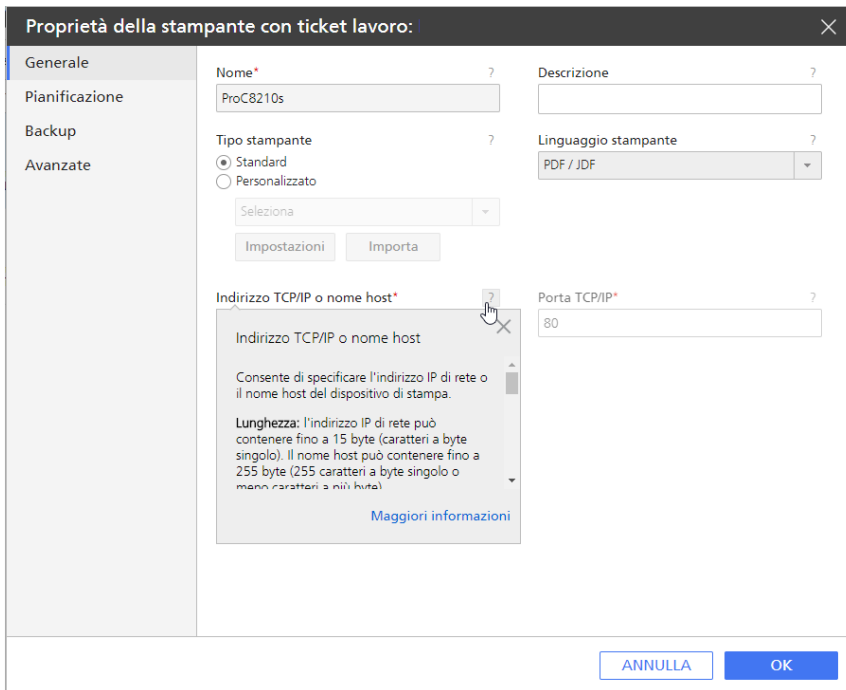 Proprietà della stampante con ticket lavoro:
Generale
Pianificazione
Backup
Avanzate
Nome* ?
ProC8210s
Descrizione ?
Tipo stampante ?
Standard
Personalizzato
Seleziona
Impostazioni Importa
Linguaggio stampante ?
PDF / JDF
Indirizzo TCP/IP o nome host* ?
Porta TCP/IP* ?
80
Indirizzo TCP/IP o nome host
Consente di specificare l'indirizzo IP di rete o
il nome host del dispositivo di stampa.
Lunghezza: l'indirizzo IP di rete può
contenere fino a 15 byte (caratteri a byte
singolo). Il nome host può contenere fino a
255 byte (255 caratteri a byte singolo o
meno caratteri a più byte)
Maggiori informazioni
ANNULLA OK